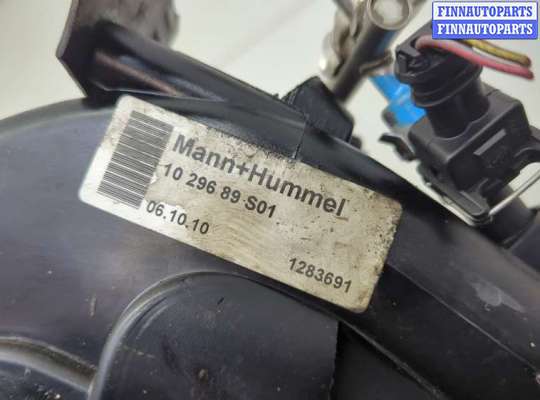 FINNAUTOPARTS
FINNAUTOPARTS
Mann+Hummel
10 296 89 S01
06.10.10
1283691